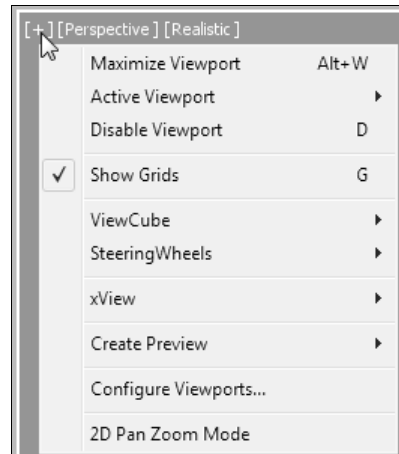 [+] [Perspective] [Realistic]
Maximize Viewport Alt+W
Active Viewport
Disable Viewport D
Show Grids G
ViewCube
SteeringWheels
xView
Create Preview
Configure Viewports...
2D Pan Zoom Mode